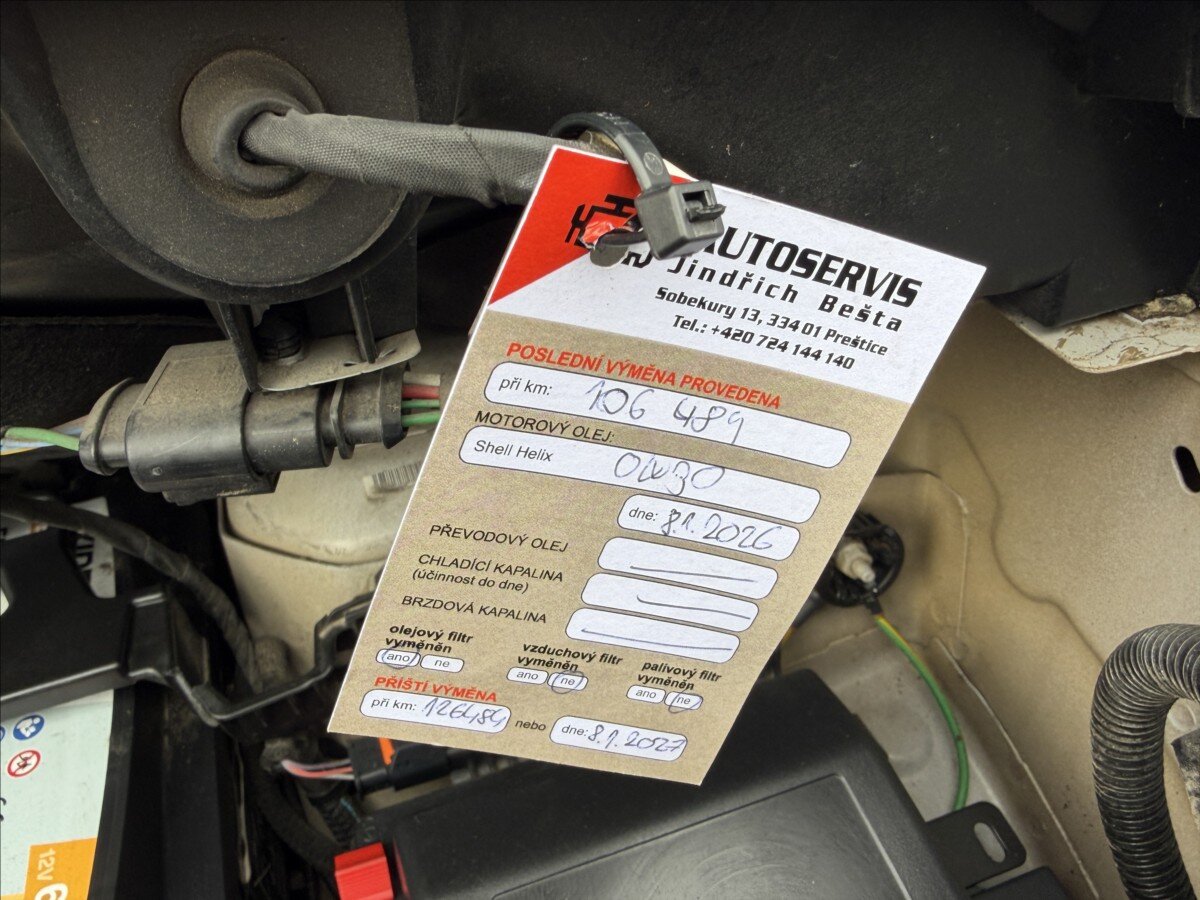 AUTOSERVIS
Jindřich Bešta
Sobekury 13, 334 01 Preštice
Tel.: +420 724 144 140
POSLEDNÍ VÝMĚNA PROVEDENA
při km: 106 489
MOTOROVÝ OLEJ:
Shell Helix 0W30
dne: 8.1.2026
PŘEVODOVÝ OLEJ
CHLADÍCÍ KAPALINA
(účinnost do dne)
BRZDOVÁ KAPALINA
olejový filtr
vyměněn
ano ne
vzduchový filtr
vyměněn
ano ne
palivový filtr
vyměněn
ano ne
PŘÍŠTÍ VÝMĚNA
při km: 126489 nebo dne: 8.1.2027
12V